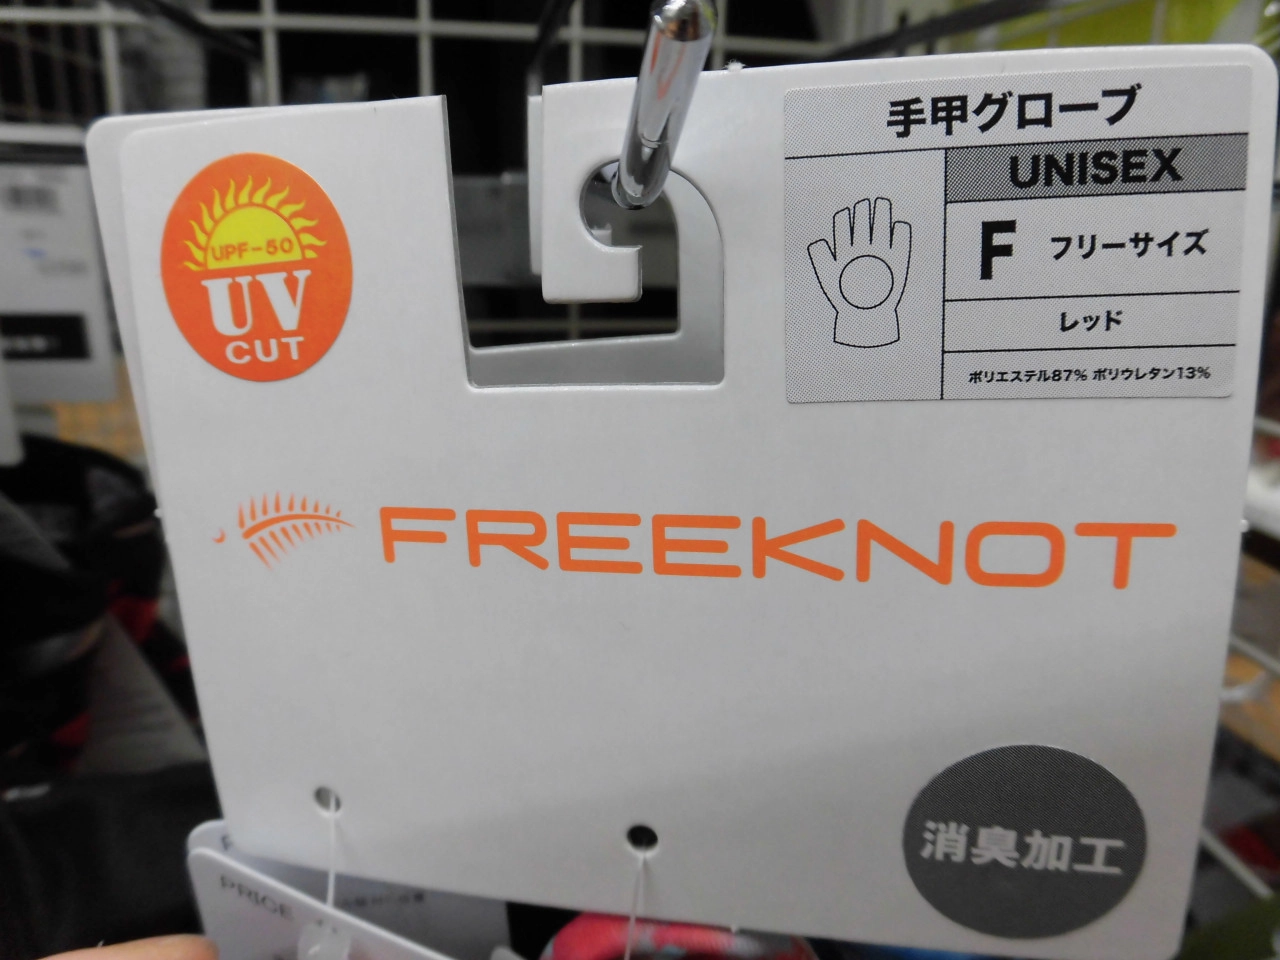 手甲グローブ
UNISEX
F フリーサイズ
レッド
ポリエステル87% ポリウレタン13%
UPF-50
UV
CUT
FREEKNOT
消臭加工
PRICE